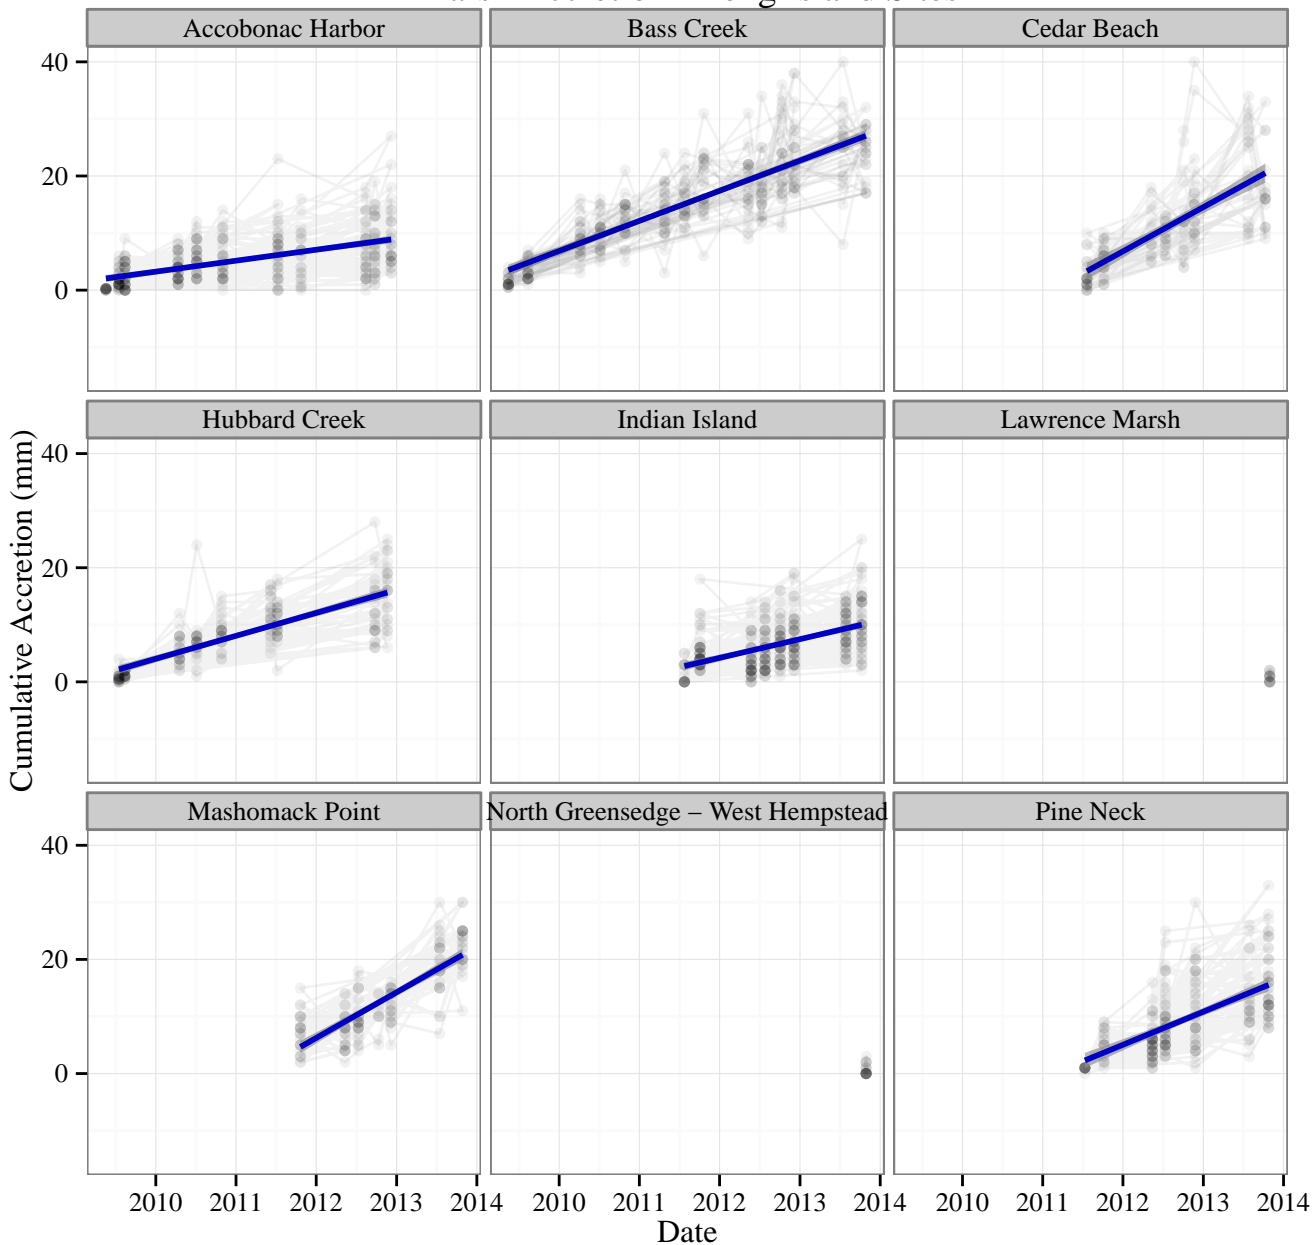 Accobonac Harbor
Bass Creek
Cedar Beach
40
20
0
Hubbard Creek
Indian Island
Lawrence Marsh
40
20
0
Mashomack Point
North Greensedge – West Hempstead
Pine Neck
40
20
0
2010 2011 2012 2013 2014
2010 2011 2012 2013 2014
2010 2011 2012 2013 2014
Date
Cumulative Accretion (mm)